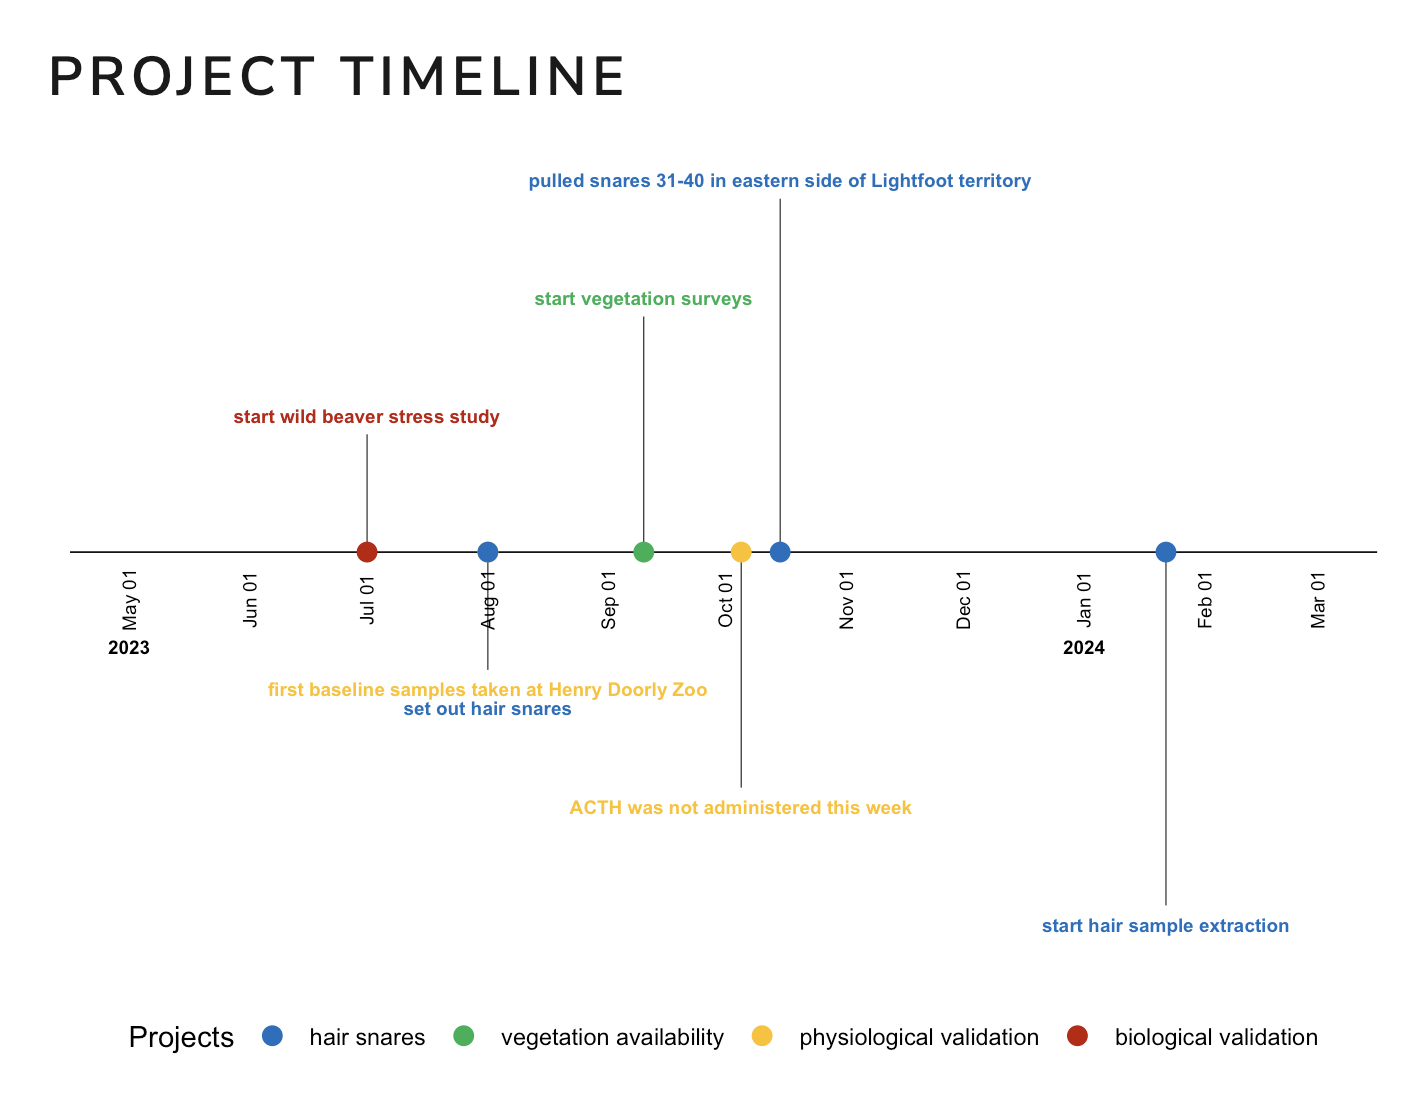 PROJECT TIMELINE
pulled snares 31-40 in eastern side of Lightfoot territory
start vegetation surveys
start wild beaver stress study
May 01
Jun 01
Jul 01
Aug 01
Sep 01
Oct 01
Nov 01
Dec 01
Jan 01
Feb 01
Mar 01
2023
2024
first baseline samples taken at Henry Doorly Zoo
set out hair snares
ACTH was not administered this week
start hair sample extraction
Projects
hair snares
vegetation availability
physiological validation
biological validation